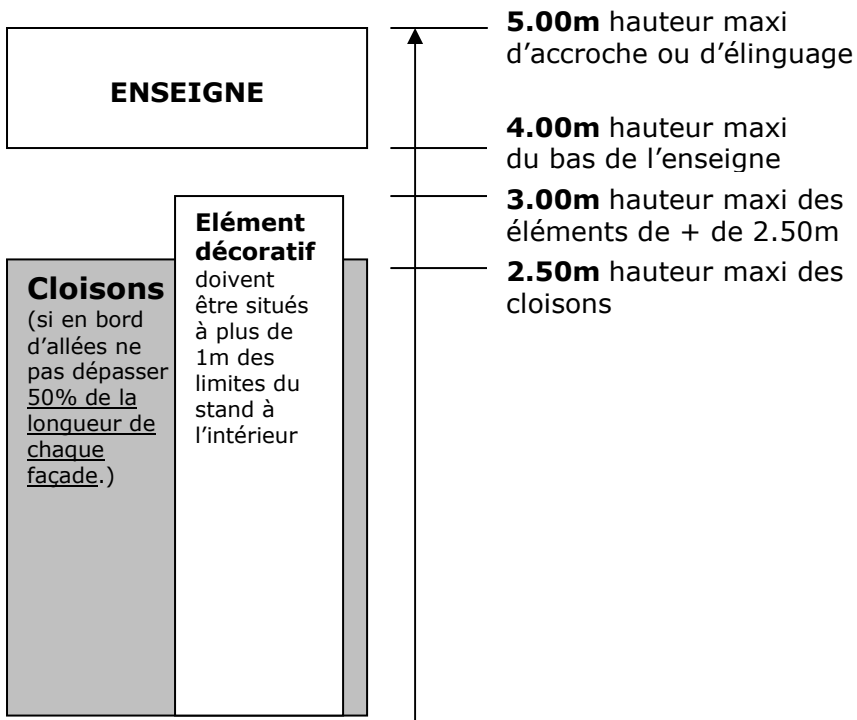 ENSEIGNE
5.00m hauteur maxi
d’accroche ou d’élinguage
4.00m hauteur maxi
du bas de l’enseigne
3.00m hauteur maxi des
éléments de + de 2.50m
2.50m hauteur maxi des
cloisons
Elément
décoratif
doivent
être situés
à plus de
1m des
limites du
stand à
l’intérieur
Cloisons
(si en bord
d’allées ne
pas dépasser
50% de la
longueur de
chaque
façade.)